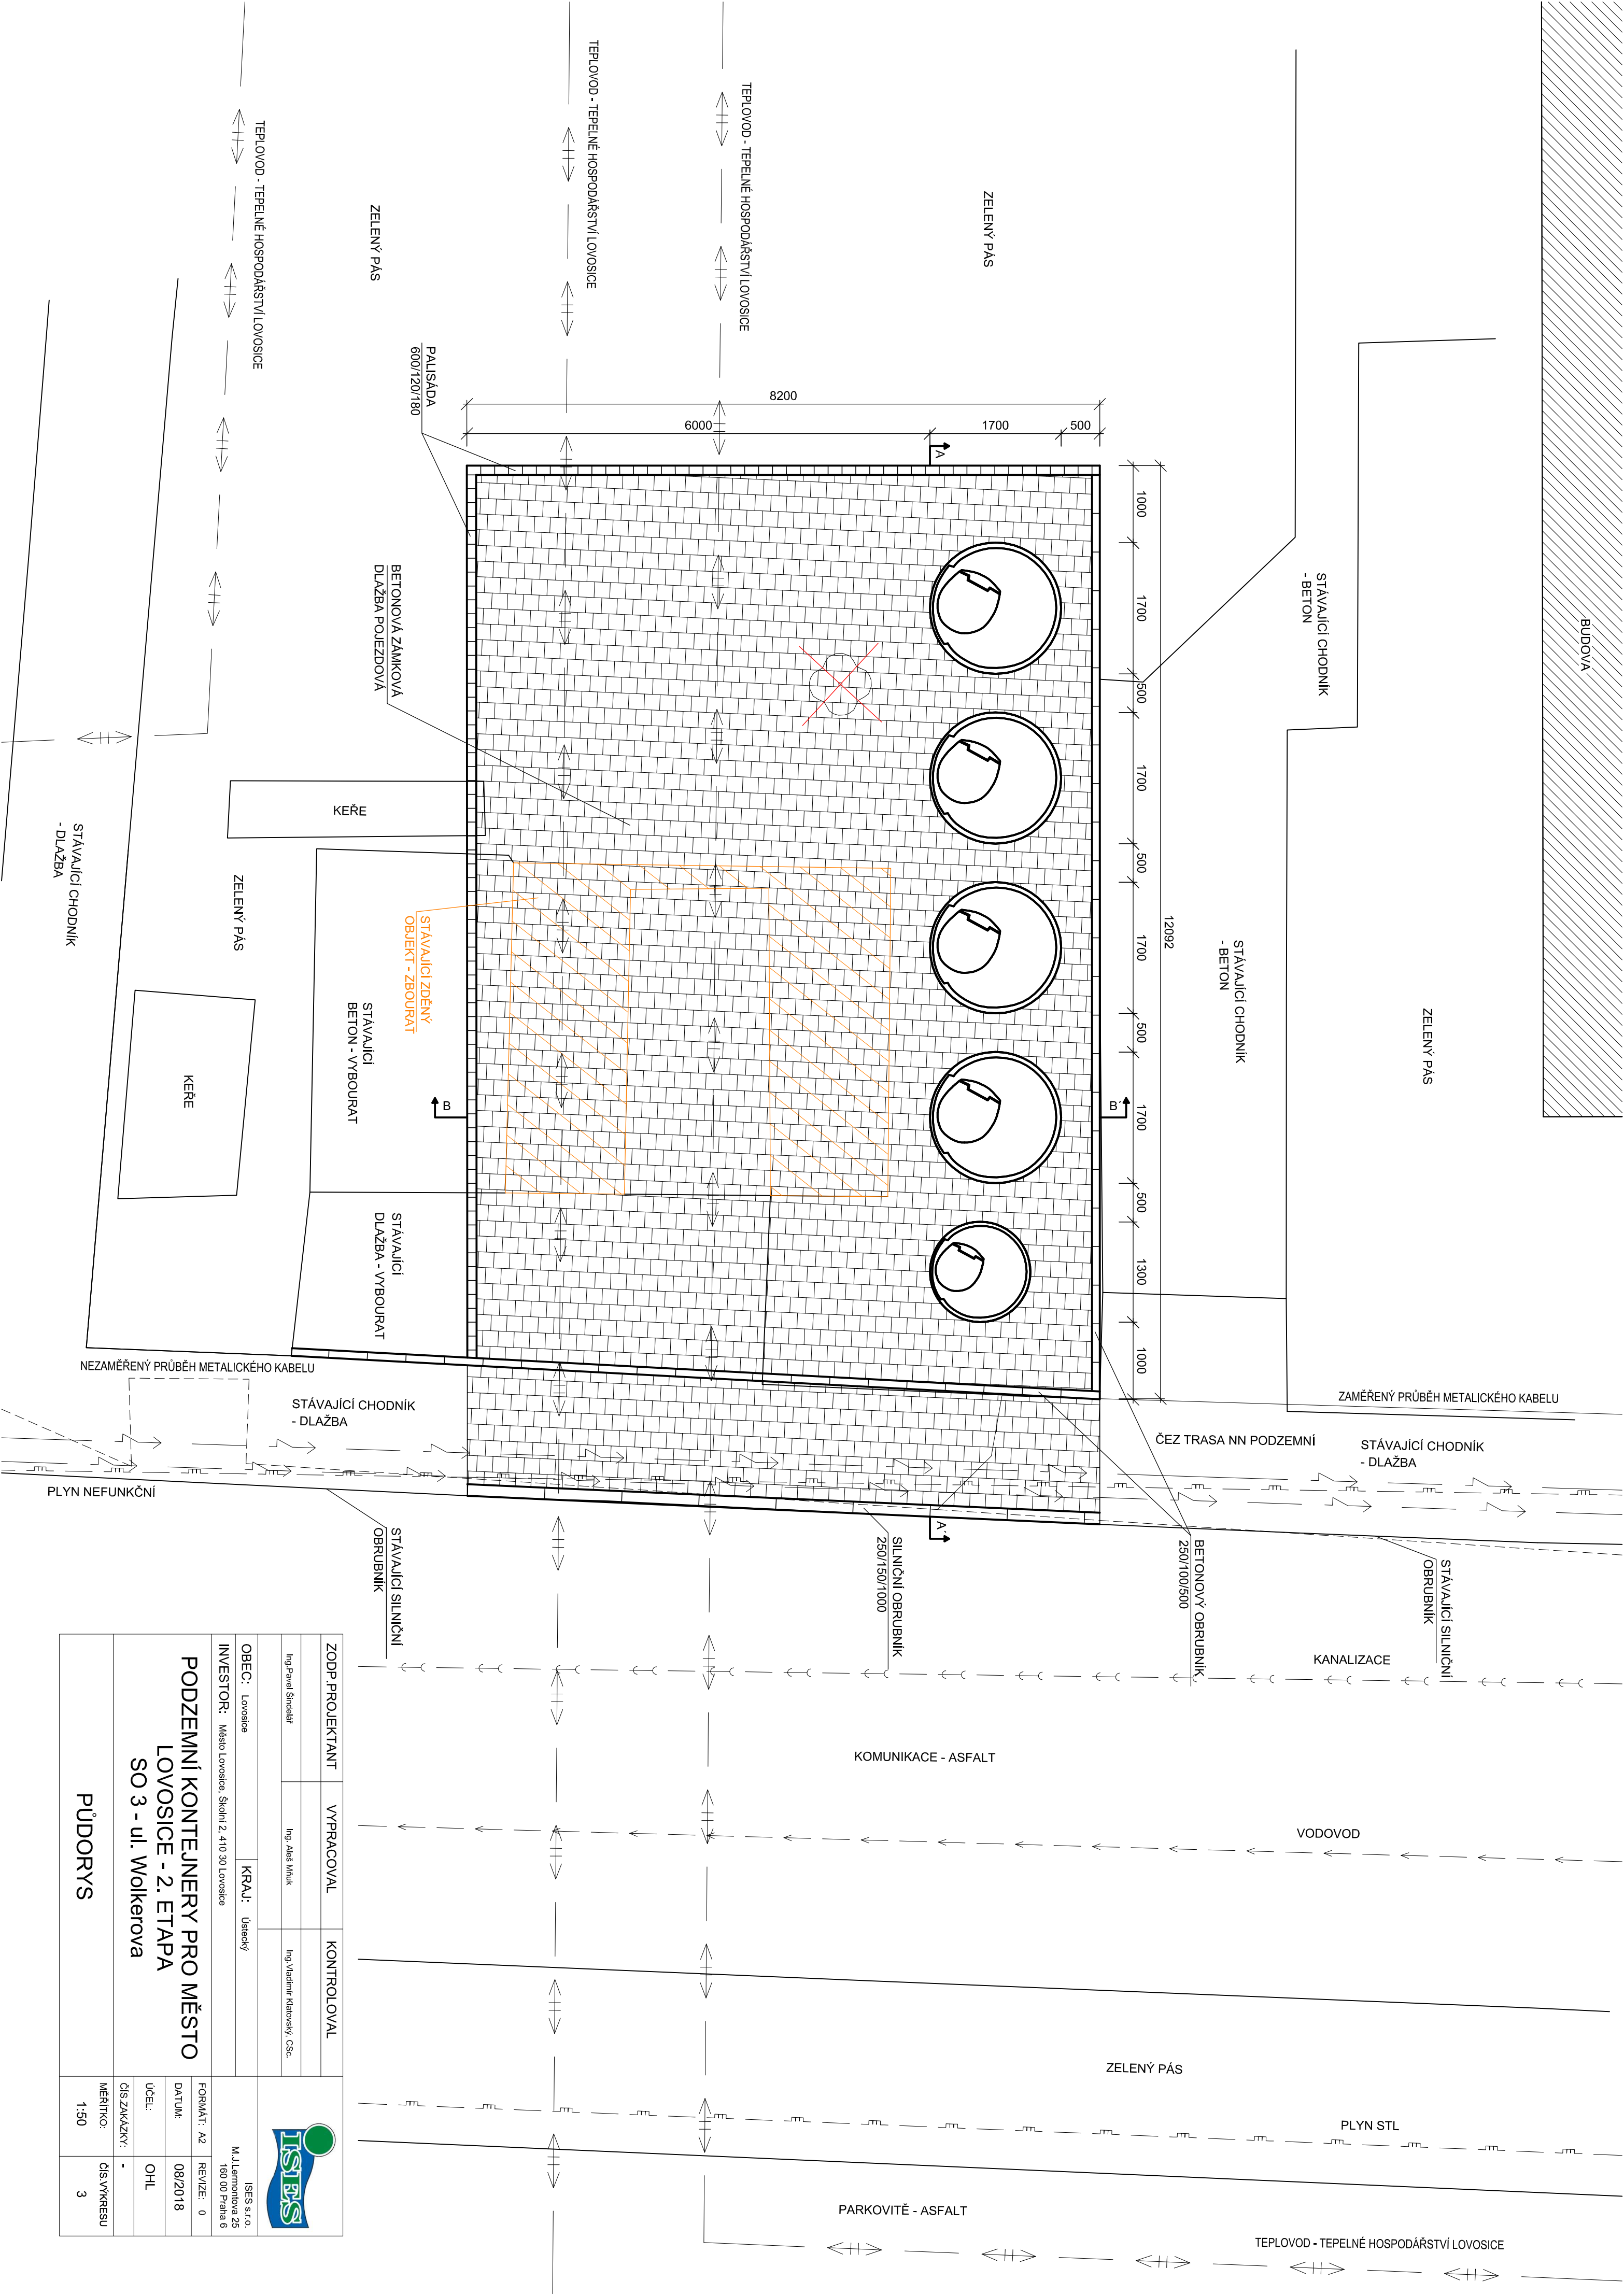 BUDOVA
ZELENÝ PÁS
STÁVAJÍCÍ CHODNÍK
- BETON
STÁVAJÍCÍ CHODNÍK
- BETON
ZELENÝ PÁS
TEPLOVOD - TEPELNÉ HOSPODÁŘSTVÍ LOVOSICE
TEPLOVOD - TEPELNÉ HOSPODÁŘSTVÍ LOVOSICE
TEPLOVOD - TEPELNÉ HOSPODÁŘSTVÍ LOVOSICE
ZELENÝ PÁS
PALISÁDA
600/120/180
8200
6000
1700
500
A
12092
1000
1700
500
1700
500
1700
500
1700
500
1300
1000
BETONOVÁ ZÁMKOVÁ
DLAŽBA POJEZDOVÁ
KEŘE
ZELENÝ PÁS
STÁVAJÍCÍ CHODNÍK
- DLAŽBA
STÁVAJÍCÍ ZDĚNÝ
OBJEKT - ZBOURAT
STÁVAJÍCÍ
BETON - VYBOURAT
KEŘE
B
B´
STÁVAJÍCÍ
DLAŽBA - VYBOURAT
NEZAMĚŘENÝ PRŮBĚH METALICKÉHO KABELU
ZAMĚŘENÝ PRŮBĚH METALICKÉHO KABELU
STÁVAJÍCÍ CHODNÍK
- DLAŽBA
ČEZ TRASA NN PODZEMNÍ
STÁVAJÍCÍ CHODNÍK
- DLAŽBA
PLYN NEFUNKČNÍ
A´
STÁVAJÍCÍ SILNIČNÍ
OBRUBNÍK
SILNIČNÍ OBRUBNÍK
250/150/1000
BETONOVÝ OBRUBNÍK
250/100/500
STÁVAJÍCÍ SILNIČNÍ
OBRUBNÍK
KANALIZACE
KOMUNIKACE - ASFALT
VODOVOD
ZELENÝ PÁS
PLYN STL
PARKOVITĚ - ASFALT
TEPLOVOD - TEPELNÉ HOSPODÁŘSTVÍ LOVOSICE
ZODP.PROJEKTANT
VYPRACOVAL
KONTROLOVAL
Ing.Pavel Šindelář
Ing. Aleš Mňuk
Ing.Vladimír Klatovský, CSc.
OBEC: Lovosice
KRAJ: Ústecký
INVESTOR: Město Lovosice, Školní 2, 410 30 Lovosice
ISES
ISES s.r.o.
M.J.Lermontova 25
160 00 Praha 6
PODZEMNÍ KONTEJNERY PRO MĚSTO
LOVOSICE - 2. ETAPA
SO 3 - ul. Wolkerova
FORMÁT: A2
REVIZE: 0
DATUM: 08/2018
ÚČEL: OHL
ČÍS.ZAKÁZKY: -
PŮDORYS
MĚŘÍTKO:
1:50
ČÍS.VÝKRESU
3